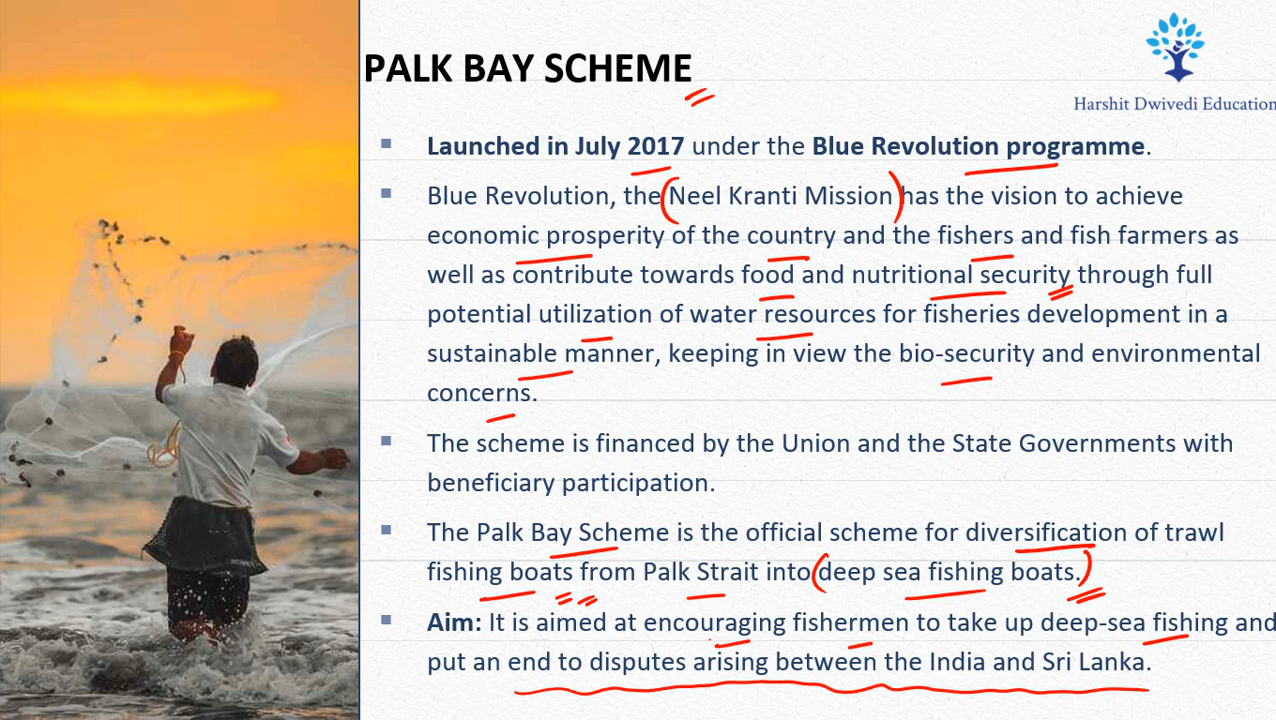 PALK BAY SCHEME
Harshit Dwivedi Education
▪ Launched in July 2017 under the Blue Revolution programme.
▪ Blue Revolution, the (Neel Kranti Mission) has the vision to achieve
economic prosperity of the country and the fishers and fish farmers as
well as contribute towards food and nutritional security through full
potential utilization of water resources for fisheries development in a
sustainable manner, keeping in view the bio-security and environmental
concerns.
▪ The scheme is financed by the Union and the State Governments with
beneficiary participation.
▪ The Palk Bay Scheme is the official scheme for diversification of trawl
fishing boats from Palk Strait into (deep sea fishing boats.)
▪ Aim: It is aimed at encouraging fishermen to take up deep-sea fishing and
put an end to disputes arising between the India and Sri Lanka.